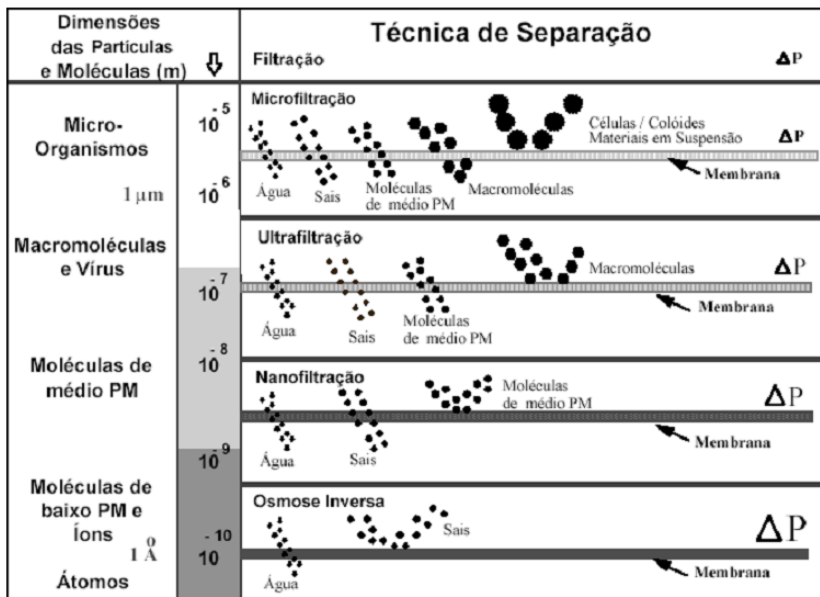 Dimensões
das Particulas
e Moléculas (m)
Técnica de Separação
Filtração
ΔP
Micro-
Organismos
1 μm
10 -5
10 -6
Microfiltração
Água
Sais
Moléculas
de médio PM
Macromoléculas
Células / Colóides
Materiais em Suspensão
ΔP
Membrana
Macromoléculas
e Vírus
10 -7
Ultrafiltração
Água
Sais
Moléculas
de médio PM
Macromoléculas
ΔP
Membrana
Moléculas de
médio PM
10 -8
10 -9
Nanofiltração
Água
Sais
Moléculas
de médio PM
ΔP
Membrana
Moléculas de
baixo PM e
Íons
1 Å
Átomos
10 -10
Osmose Inversa
Água
Sais
ΔP
Membrana